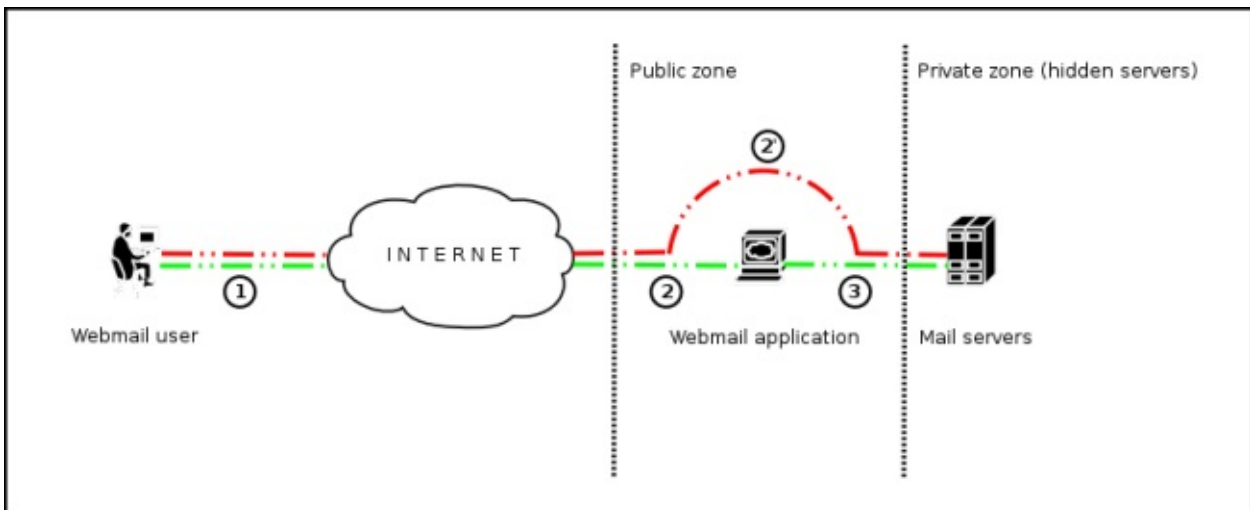 Public zone
Private zone (hidden servers)
2'
INTERNET
1
2
3
Webmail user
Webmail application
Mail servers